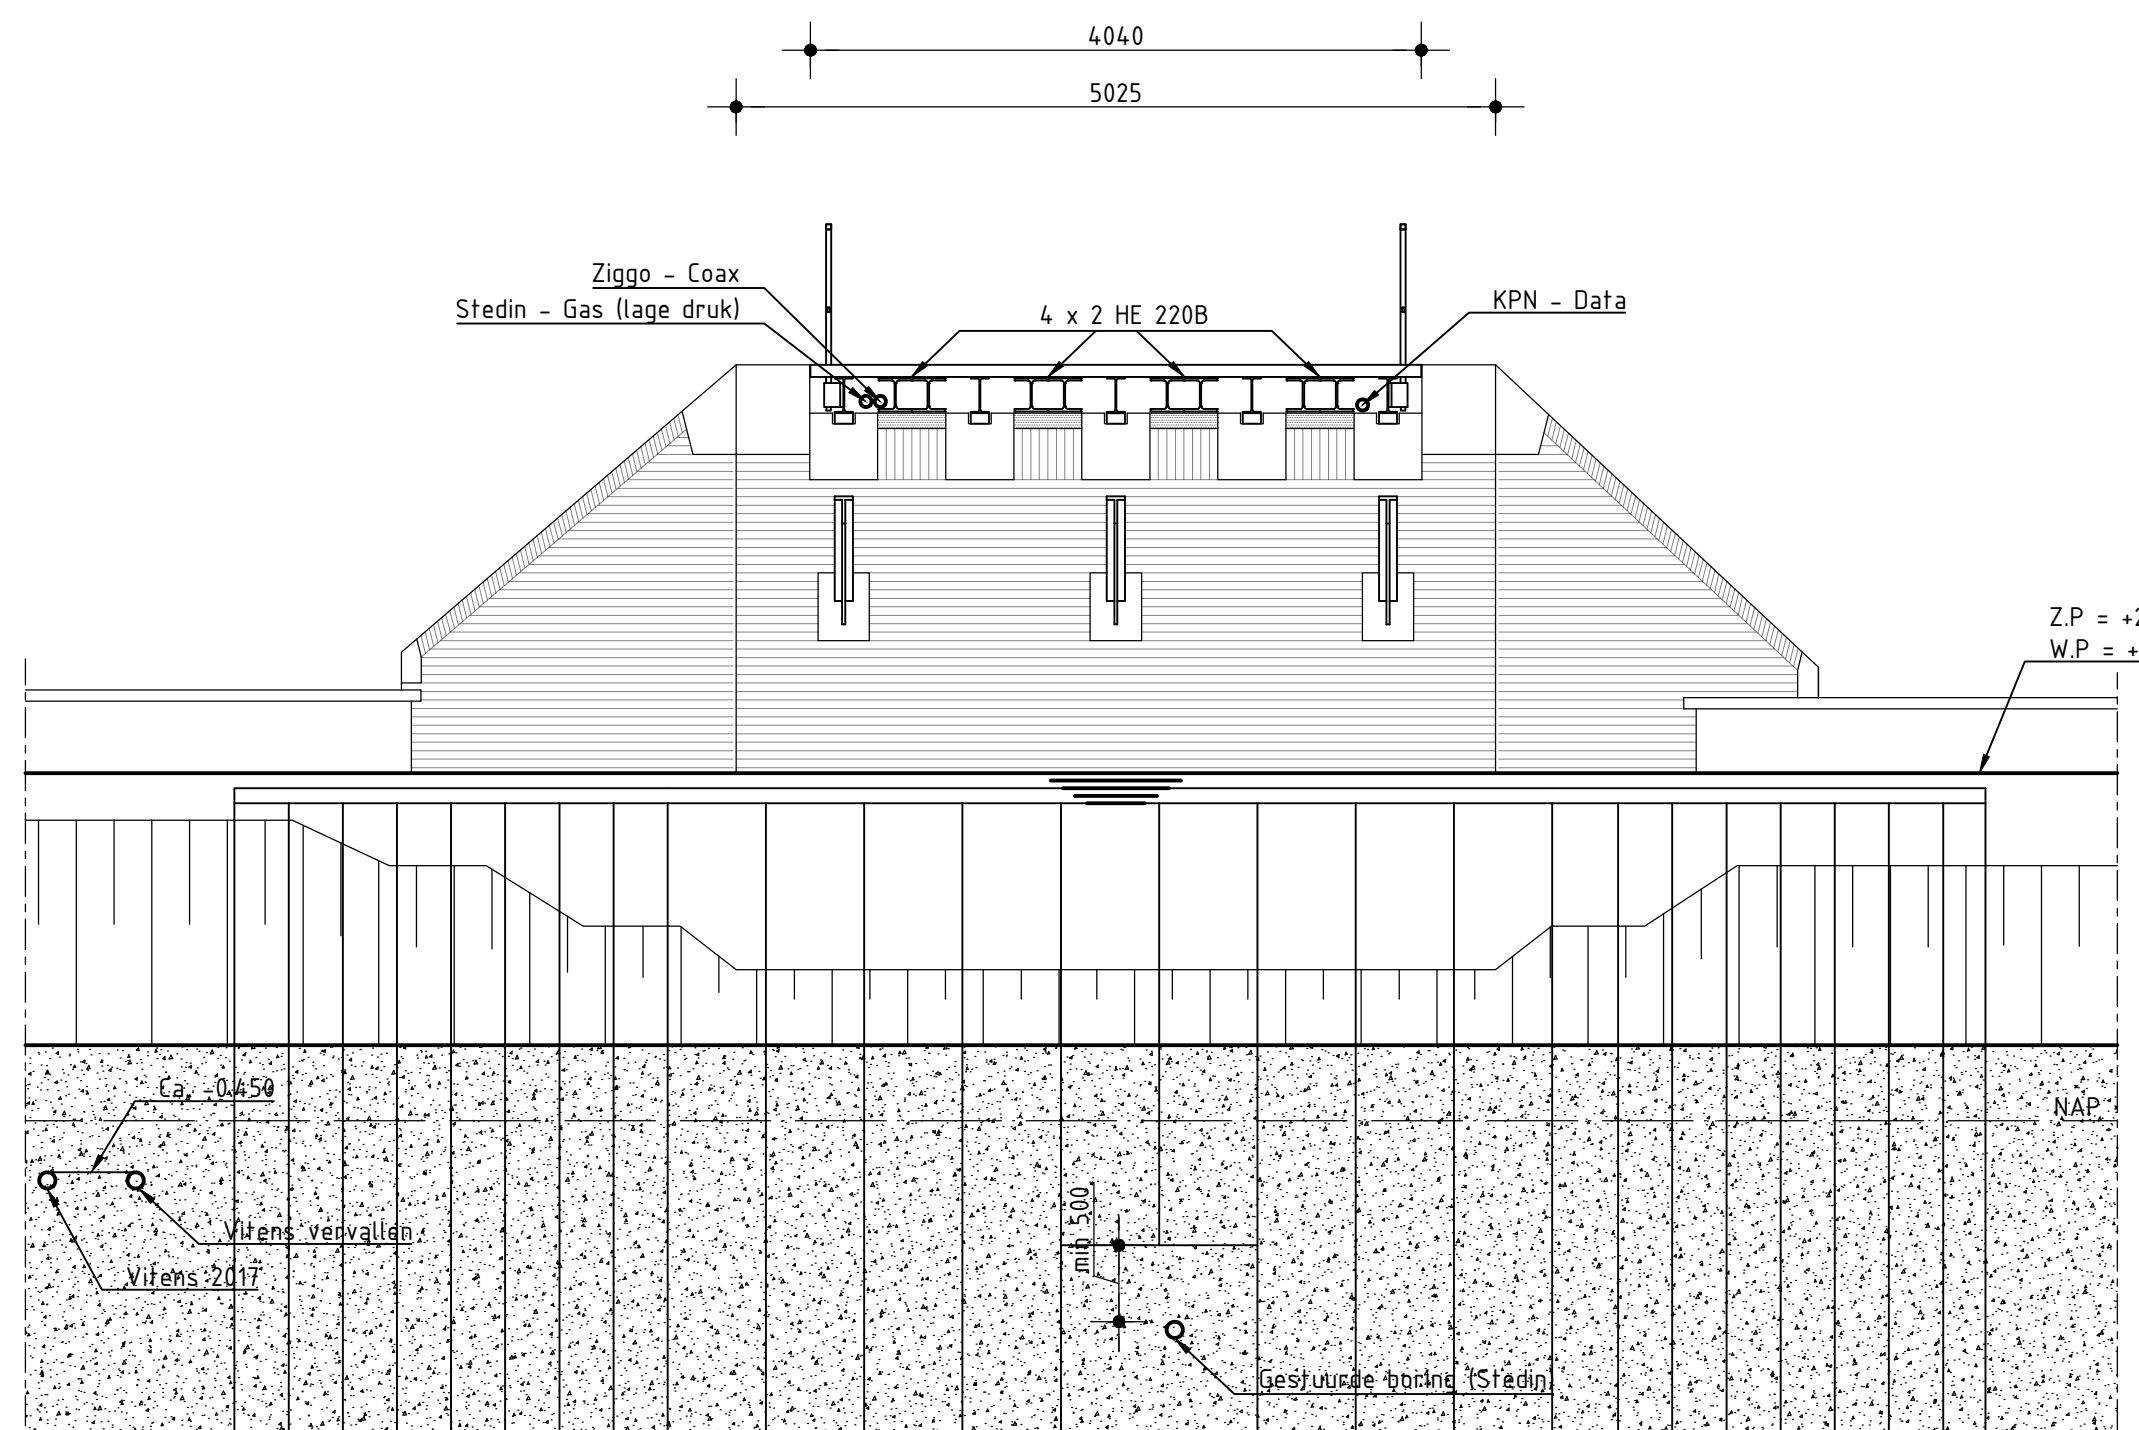 4040
5025
Ziggo - Coax
Stedin - Gas (lage druk)
4 x 2 HE 220B
KPN - Data
Z.P = +2
W.P = +
Ca. -0.450
NAP
Vitens vervallen
Vitens 2017
min 500
Gestuurde boring (Stedin)